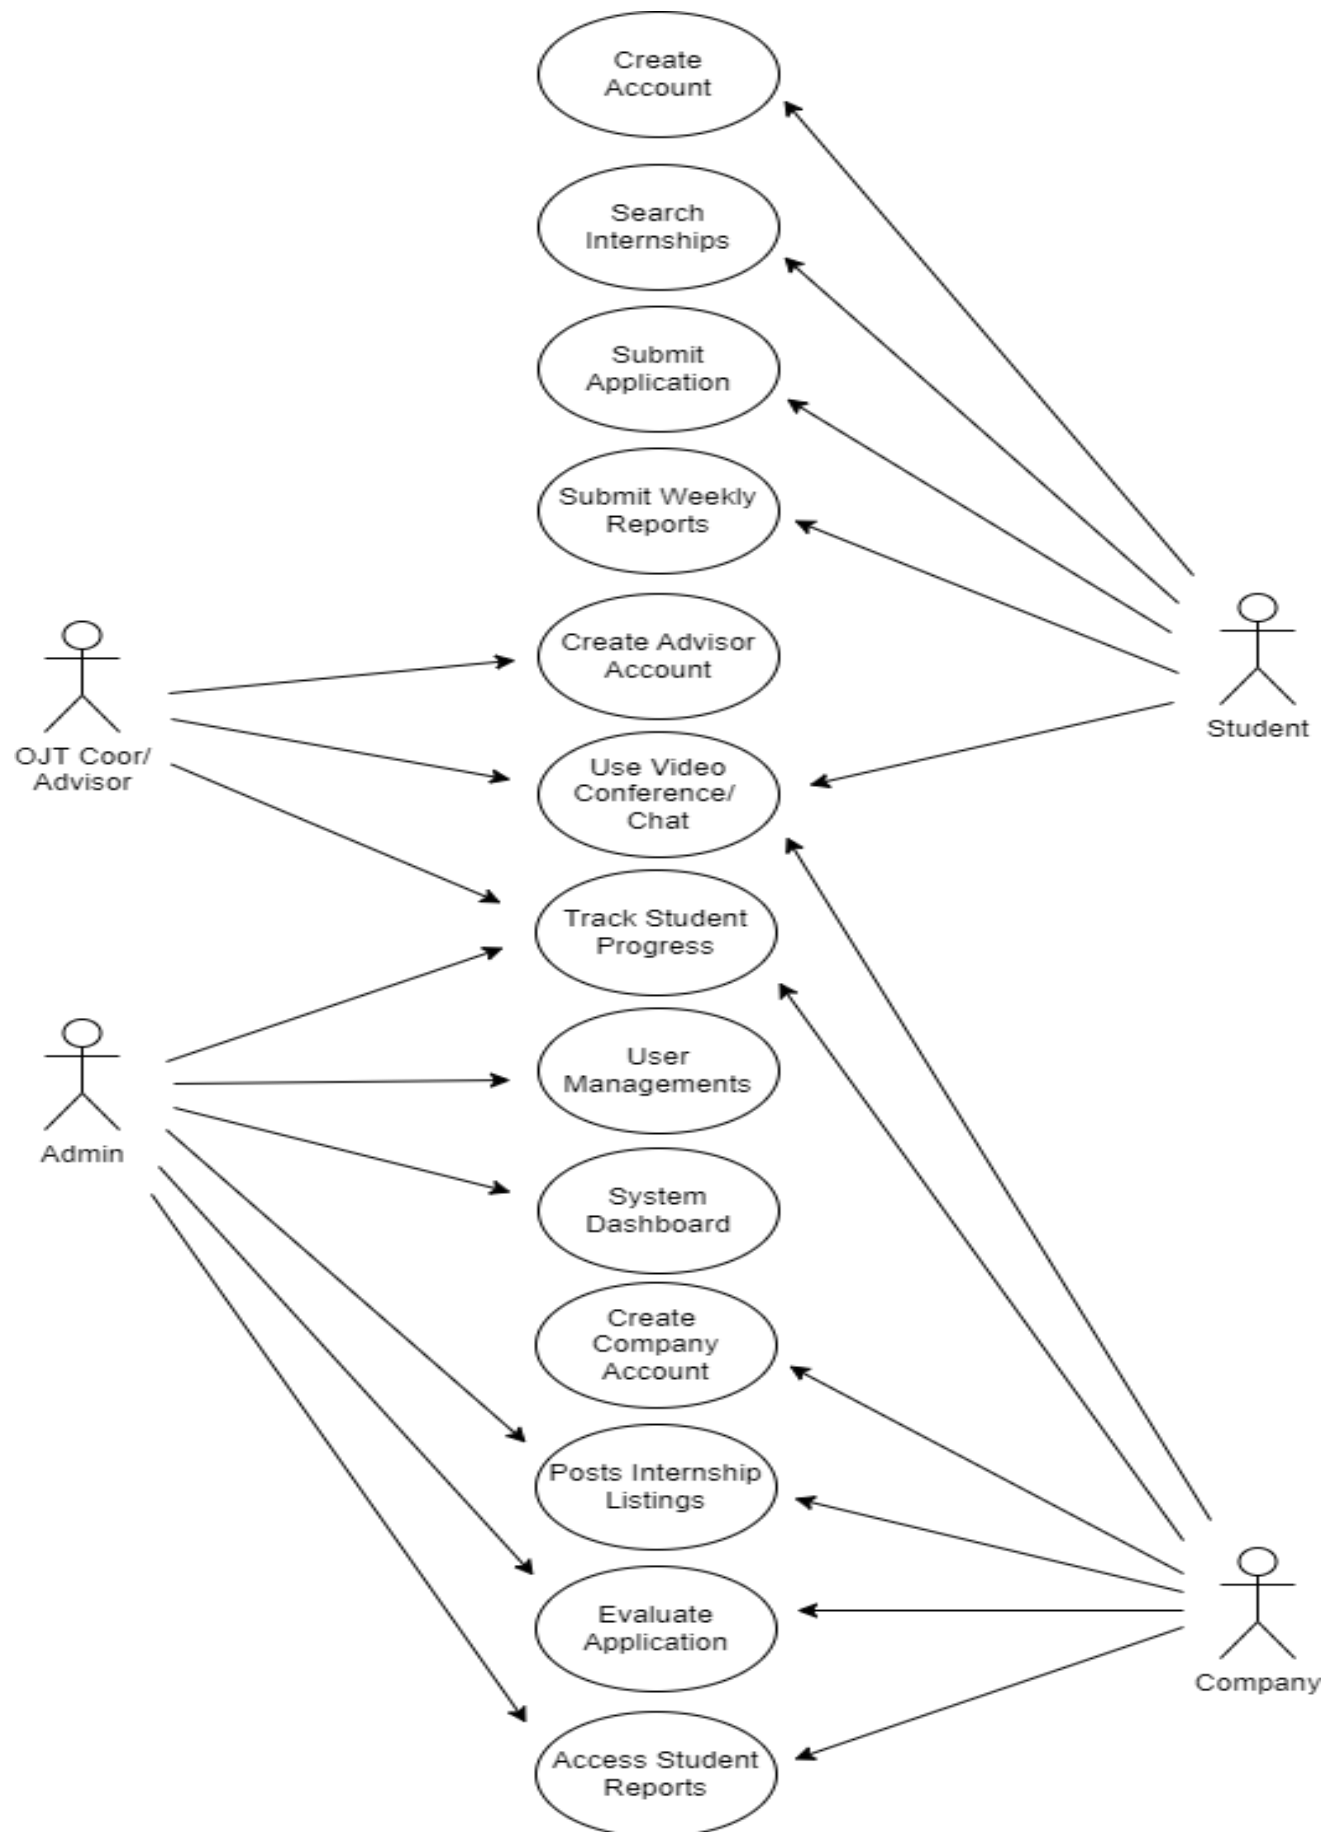 Create
Account
Search
Internships
Submit
Application
Submit Weekly
Reports
Create Advisor
Account
OJT Coor/
Advisor
Student
Use Video
Conference/
Chat
Track Student
Progress
User
Managements
Admin
System
Dashboard
Create
Company
Account
Posts Internship
Listings
Evaluate
Application
Company
Access Student
Reports